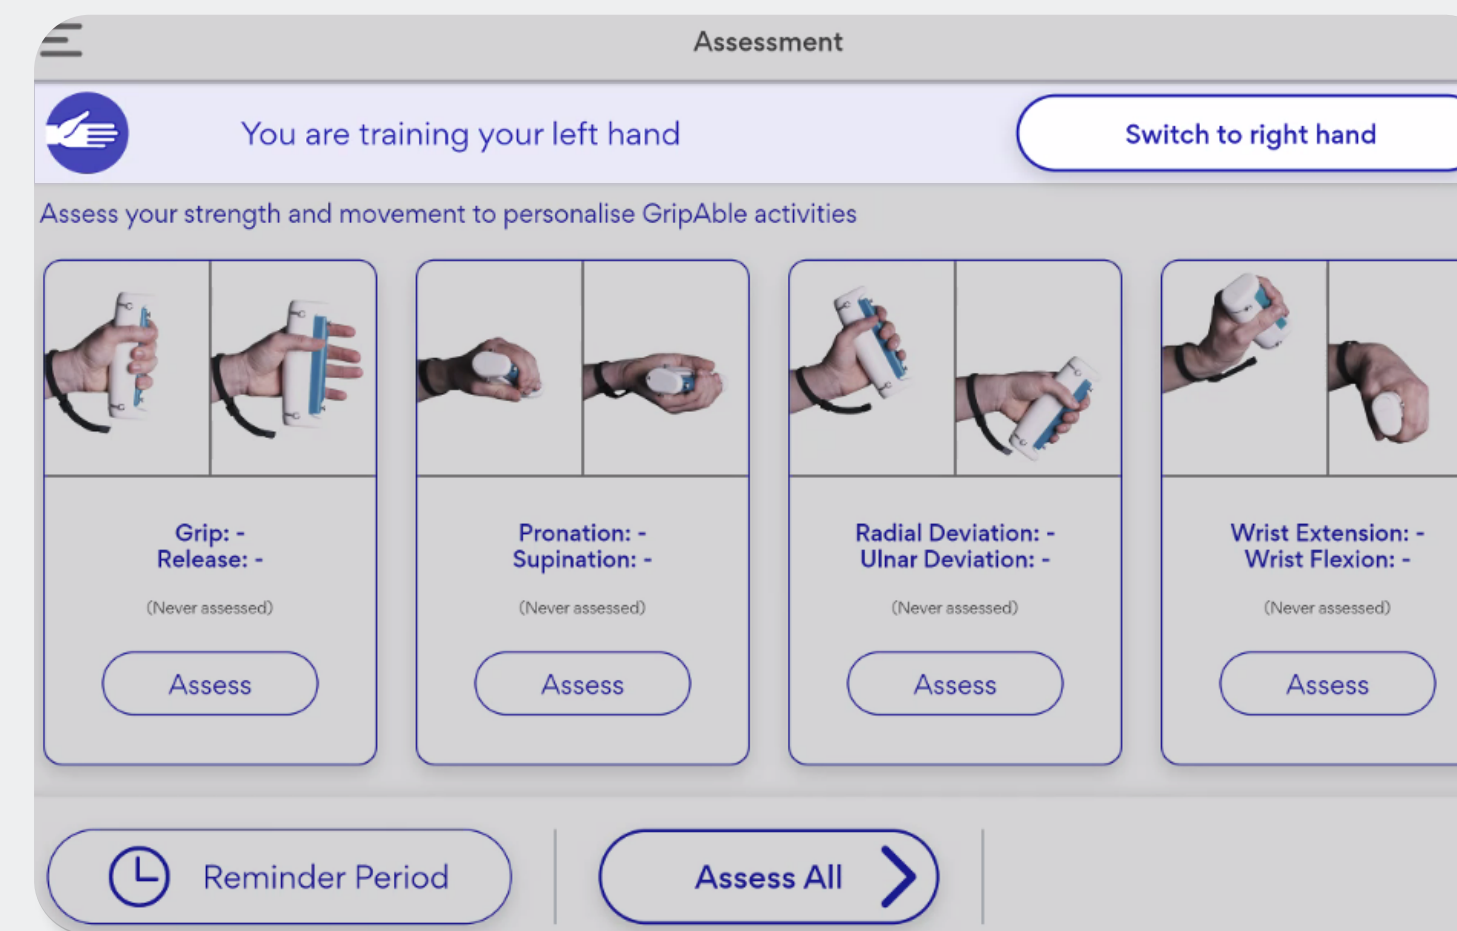 Assessment
You are training your left hand
Switch to right hand
Assess your strength and movement to personalise GripAble activities
Grip: -
Release: -
(Never assessed)
Assess
Pronation: -
Supination: -
(Never assessed)
Assess
Radial Deviation: -
Ulnar Deviation: -
(Never assessed)
Assess
Wrist Extension: -
Wrist Flexion: -
(Never assessed)
Assess
Reminder Period
Assess All